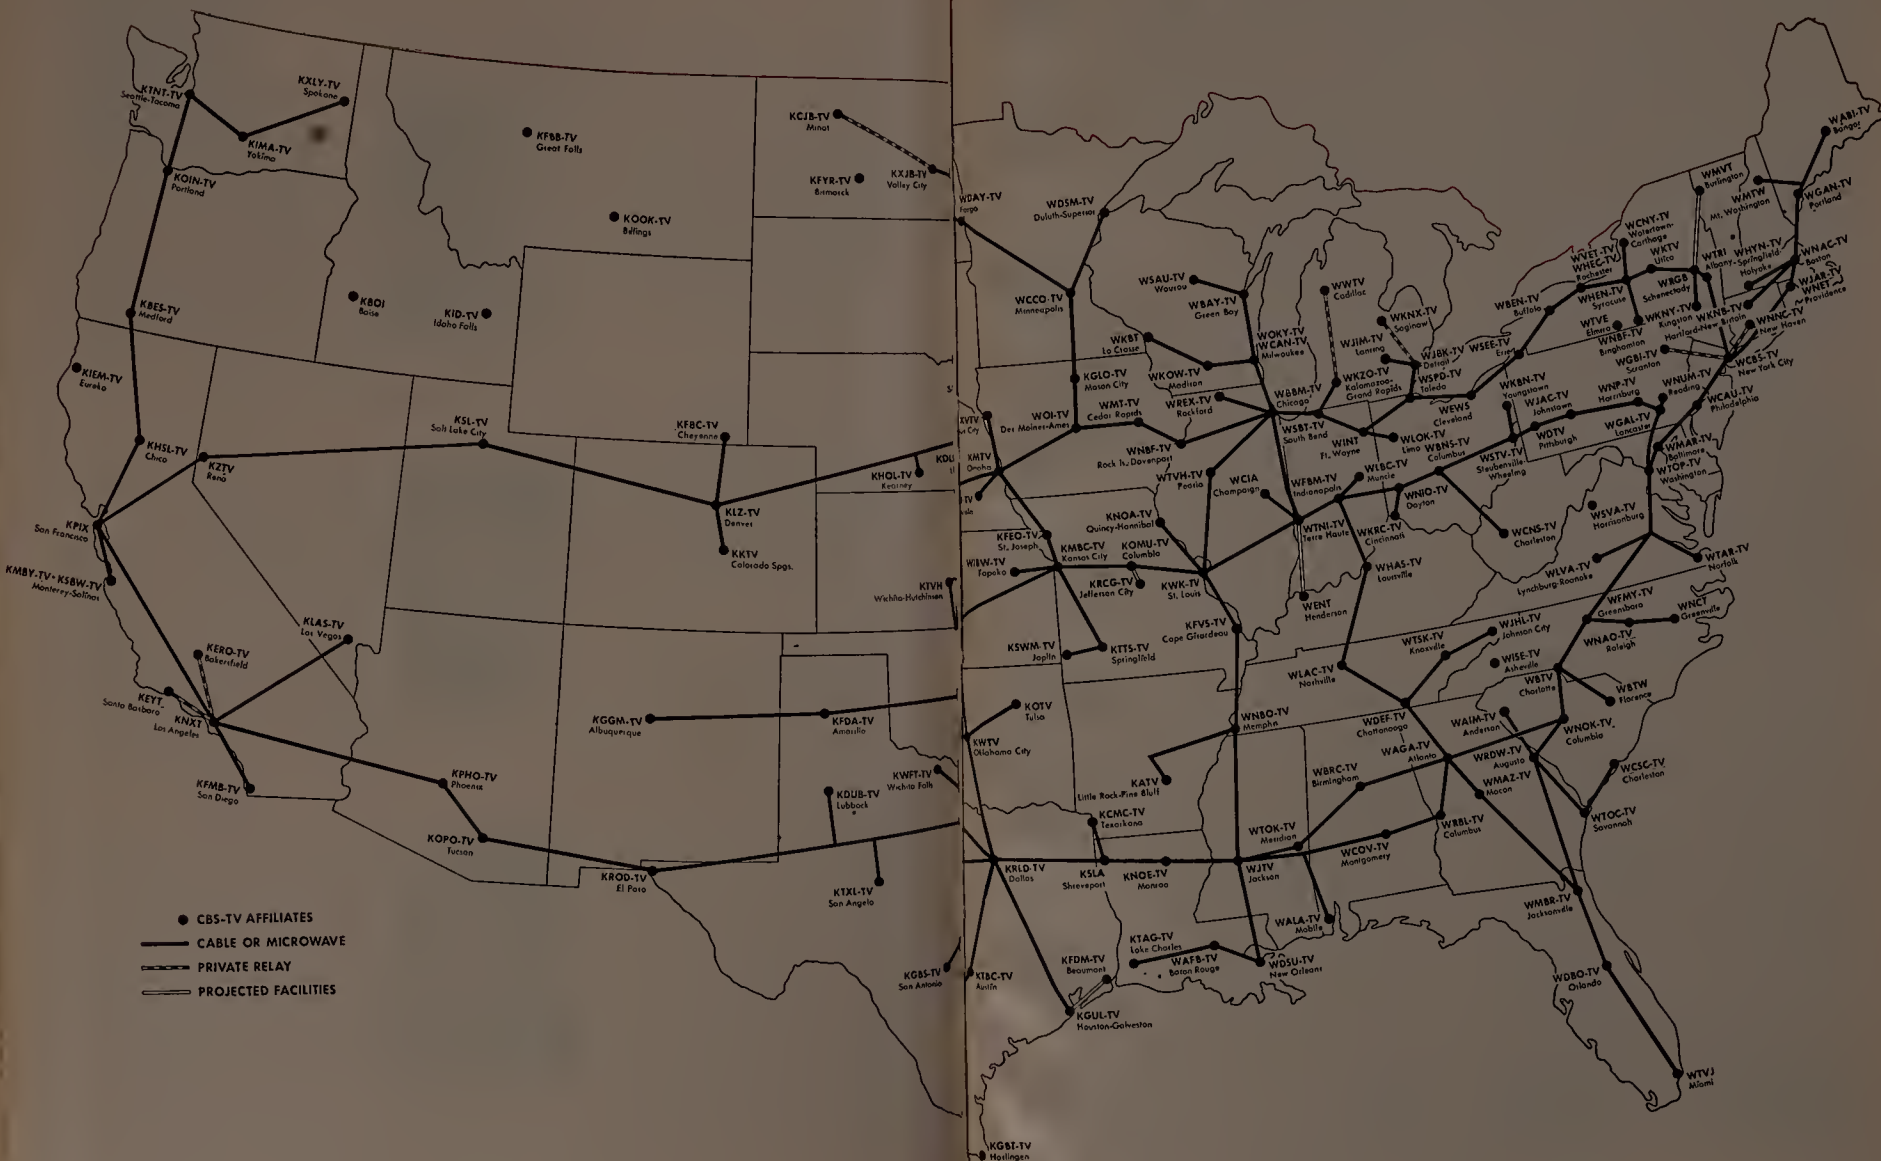 KTNT-TV
Seattle-Tacoma
KXLY-TV
Spokane
KIMA-TV
Yakima
KOIN-TV
Portland
KBES-TV
Medford
KIEM-TV
Eureka
KHSL-TV
Chico
KZTV
Reno
KPIX
San Francisco
KMBY-TV • KSBW-TV
Monterey-Salinas
KERO-TV
Bakersfield
KEYT
Santo Barbara
KNXT
Los Angeles
KLAS-TV
Las Vegas
KFMB-TV
San Diego
KFBB-TV
Great Falls
KOOK-TV
Billings
KBOI
Boise
KID-TV
Idaho Falls
KSL-TV
Salt Lake City
KFBC-TV
Cheyenne
KLZ-TV
Denver
KKTV
Colorado Spgs.
KPHO-TV
Phoenix
KOPO-TV
Tucson
KROD-TV
El Paso
KGGM-TV
Albuquerque
KFDA-TV
Amarillo
KDUB-TV
Lubbock
KTXL-TV
San Angelo
KWFT-TV
Wichita Falls
KGBS-TV
San Antonio
KCJB-TV
Minot
KFYR-TV
Bismarck
KXJB-TV
Valley City
KHOL-TV
Kearney
KTVH
Wichita-Hutchinson
CBS-TV AFFILIATES
CABLE OR MICROWAVE
PRIVATE RELAY
PROJECTED FACILITIES
WDAY-TV
Fargo
WDSM-TV
Duluth-Superior
WCCO-TV
Minneapolis
KGLO-TV
Mason City
WOI-TV
Des Moines-Ames
WMT-TV
Cedar Rapids
KMTV
Omaha
KFEO-TV
St. Joseph
WIBW-TV
Topeka
KMBC-TV
Kansas City
KOMU-TV
Columbia
KRCG-TV
Jefferson City
KWK-TV
St. Louis
KNOA-TV
Quincy-Hannibal
KSWM-TV
Joplin
KTTS-TV
Springfield
KFVS-TV
Cape Girardeau
KOTV
Tulsa
KWTV
Oklahoma City
KATV
Little Rock-Pine Bluff
WNBO-TV
Memphis
KCMC-TV
Texarkana
KRLD-TV
Dallas
KSLA
Shreveport
KNOE-TV
Monroe
WJTV
Jackson
KTBC-TV
Austin
KGUL-TV
Houston-Galveston
KFDM-TV
Beaumont
KTAG-TV
Lake Charles
WAFB-TV
Baton Rouge
WDSU-TV
New Orleans
KGBT-TV
Harlingen
WSAU-TV
Wausau
WBAY-TV
Green Bay
WKBT
La Crosse
WKOW-TV
Madison
WOKY-TV
WCAN-TV
Milwaukee
WREX-TV
Rockford
WBBM-TV
Chicago
WNBF-TV
Rock Is. Davenport
WTVH-TV
Peoria
WCIA
Champaign
WWTV
Cadillac
WKNX-TV
Saginaw
WJIM-TV
Lansing
WJBK-TV
Detroit
WKZO-TV
Kalamazoo-
Grand Rapids
WSPD-TV
Toledo
WSBT-TV
South Bend
WINT
Ft. Wayne
WLOK-TV
Lima
WFBM-TV
Indianapolis
WLBC-TV
Muncie
WTNI-TV
Terre Haute
WENT
Henderson
WHAS-TV
Louisville
WKRC-TV
Cincinnati
WNIO-TV
Dayton
WBNS-TV
Columbus
WEWS
Cleveland
WSEE-TV
Erie
WKBN-TV
Youngstown
WSTV-TV
Steubenville-
Wheeling
WDTV
Pittsburgh
WJAC-TV
Johnstown
WCNS-TV
Charleston
WBEN-TV
Buffalo
WVET-TV
WHEC-TV
Rochester
WCNY-TV
Watertown-
Carthage
WHEN-TV
Syracuse
WKTV
Utica
WRGB
Schenectady
WTRI
Albany
WTVE
Elmira
WNBF-TV
Binghamton
WKNY-TV
Kingston
WMVT
Burlington
WMTW
Mt. Washington
WABI-TV
Bangor
WGAN-TV
Portland
WHYN-TV
Springfield-
Holyoke
WNAC-TV
Boston
WJAR-TV
WNET
Providence
WKNB-TV
Hartford-New Britain
WNHC-TV
New Haven
WCBS-TV
New York City
WGBI-TV
Scranton
WNP-TV
Harrisburg
WNUM-TV
Reading
WGAL-TV
Lancaster
WCAU-TV
Philadelphia
WMAR-TV
Baltimore
WTOP-TV
Washington
WSVA-TV
Harrisonburg
WLVA-TV
Lynchburg-Roanoke
WTAR-TV
Norfolk
WFMY-TV
Greensboro
WNAO-TV
Raleigh
WNCT
Greenville
WJHL-TV
Johnson City
WTSK-TV
Knoxville
WISE-TV
Asheville
WBTV
Charlotte
WBTW
Florence
WLAC-TV
Nashville
WDEF-TV
Chattanooga
WAIM-TV
Anderson
WNOK-TV
Columbia
WRDW-TV
Augusta
WCSC-TV
Charleston
WTOC-TV
Savannah
WAGA-TV
Atlanta
WMAZ-TV
Macon
WRBL-TV
Columbus
WBRC-TV
Birmingham
WTOK-TV
Meridian
WCOV-TV
Montgomery
WALA-TV
Mobile
WMBR-TV
Jacksonville
WDBO-TV
Orlando
WTVJ
Miami